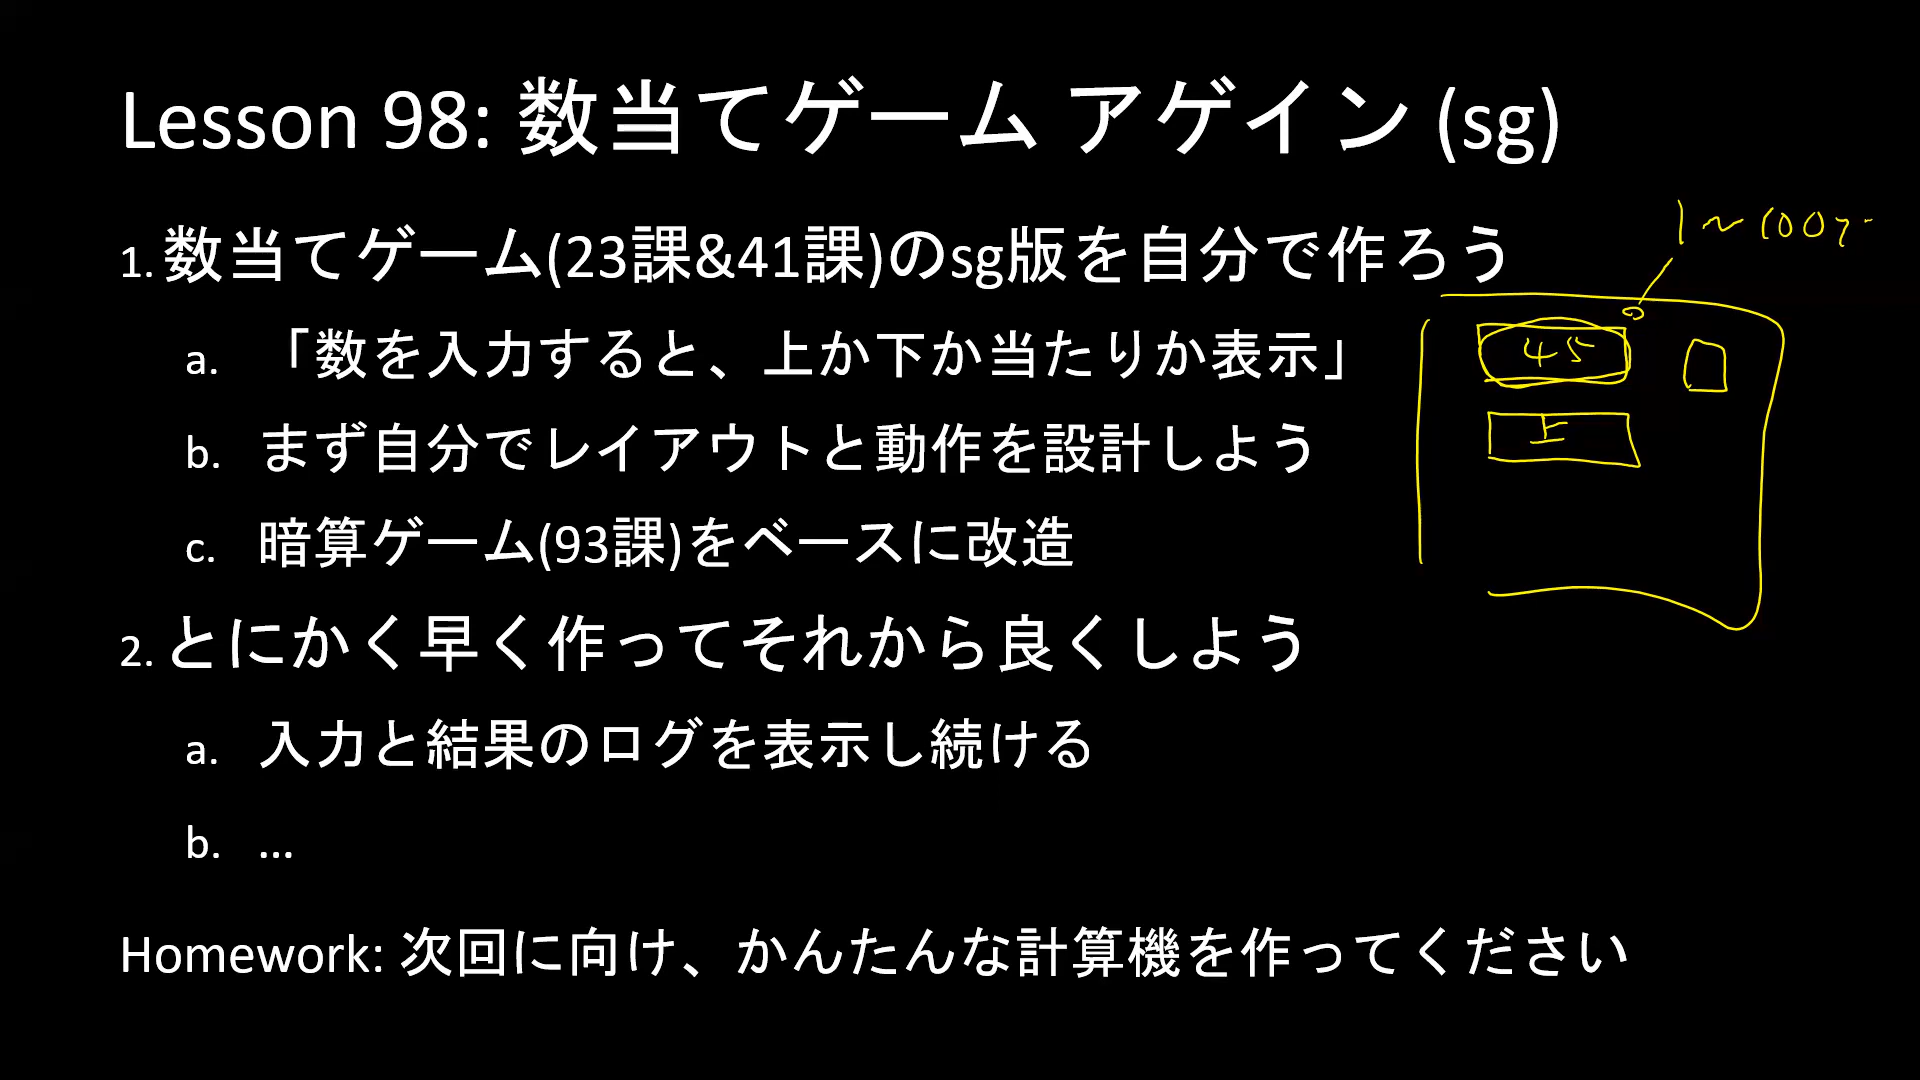 Lesson 98: 数当てゲーム アゲイン (sg)
1. 数当てゲーム(23課&41課)のsg版を自分で作ろう
a. 「数を入力すると、上か下か当たりか表示」
b. まず自分でレイアウトと動作を設計しよう
c. 暗算ゲーム(93課)をベースに改造
2. とにかく早く作ってそれから良くしよう
a. 入力と結果のログを表示し続ける
b. ...
Homework: 次回に向け、かんたんな計算機を作ってください
1～100
45
上